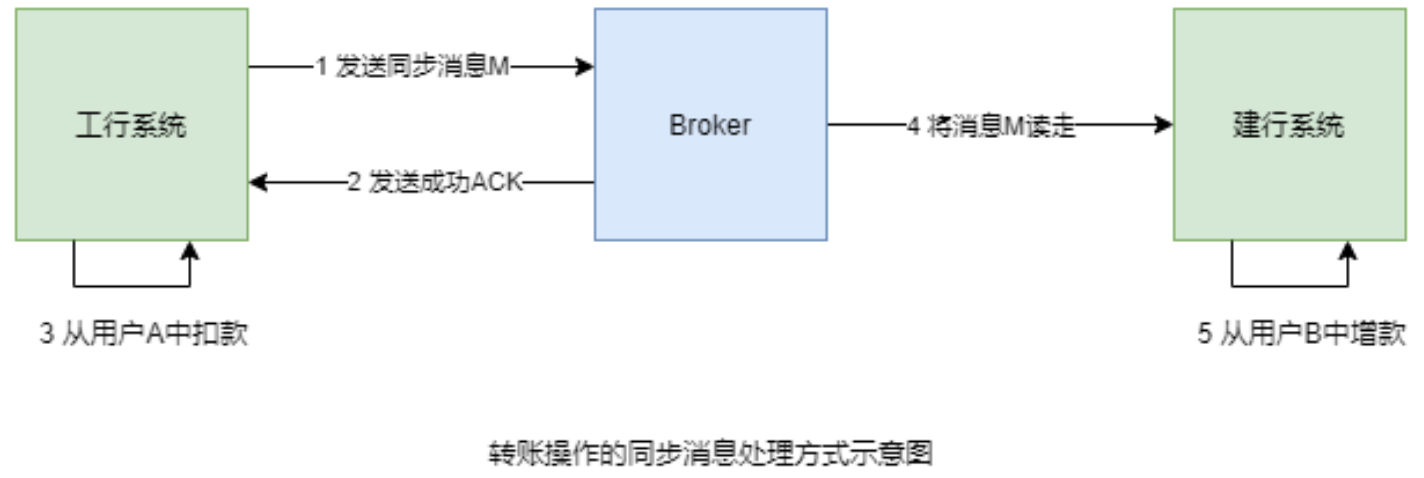 1 发送同步消息M
工行系统
Broker
4 将消息M读走
建行系统
2 发送成功ACK
3 从用户A中扣款
5 从用户B中增款
转账操作的同步消息处理方式示意图